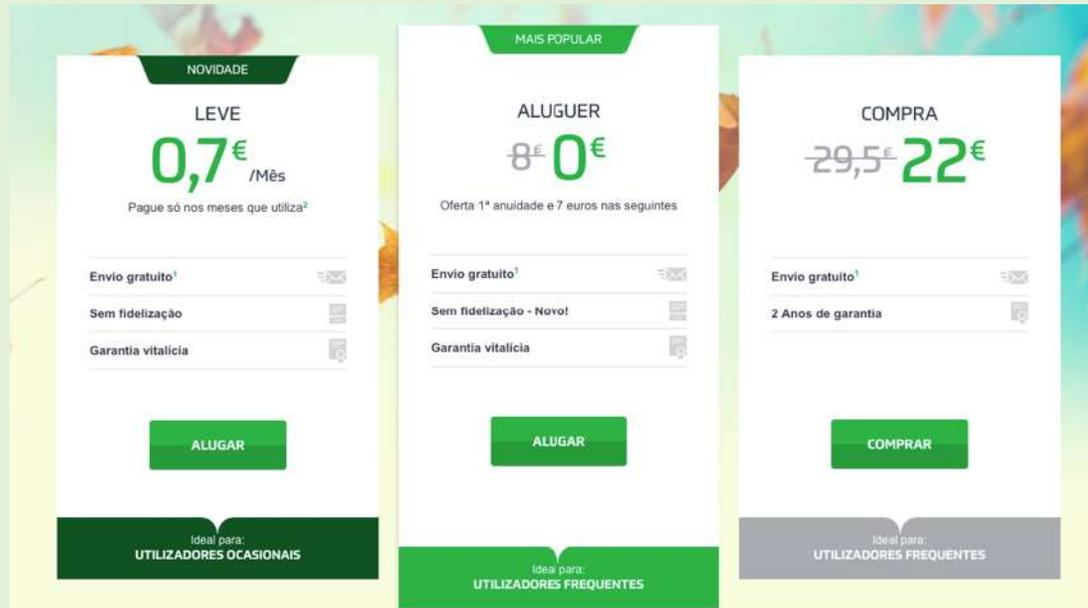 NOVIDADE
LEVE
0,7€ /Mês
Pague só nos meses que utiliza²
Envio gratuito¹
Sem fidelização
Garantia vitalícia
ALUGAR
Ideal para:
UTILIZADORES OCASIONAIS
MAIS POPULAR
ALUGUER
8€ 0€
Oferta 1ª anuidade e 7 euros nas seguintes
Envio gratuito¹
Sem fidelização - Novo!
Garantia vitalícia
ALUGAR
Ideal para:
UTILIZADORES FREQUENTES
COMPRA
29,5€ 22€
Envio gratuito¹
2 Anos de garantia
COMPRAR
Ideal para:
UTILIZADORES FREQUENTES